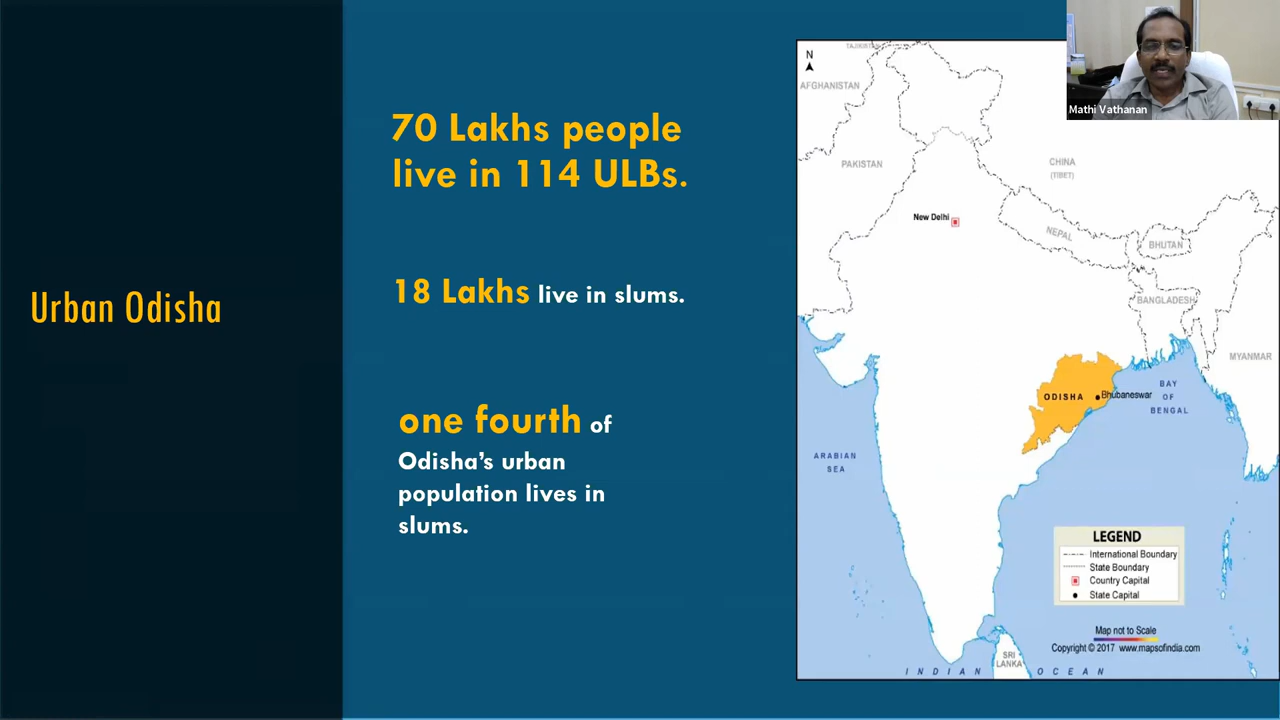 Urban Odisha
70 Lakhs people
live in 114 ULBs.
18 Lakhs live in slums.
one fourth of
Odisha's urban
population lives in
slums.
N
TAJIKISTAN
AFGHANISTAN
PAKISTAN
CHINA
(TIBET)
New Delhi
NEPAL
BHUTAN
BANGLADESH
MYANMAR
ODISHA
Bhubaneswar
BAY
OF
BENGAL
ARABIAN
SEA
LEGEND
International Boundary
State Boundary
Country Capital
State Capital
Map not to Scale
Copyright © 2017 www.mapsofindia.com
SRI
LANKA
INDIAN OCEAN
Mathi Vathanan